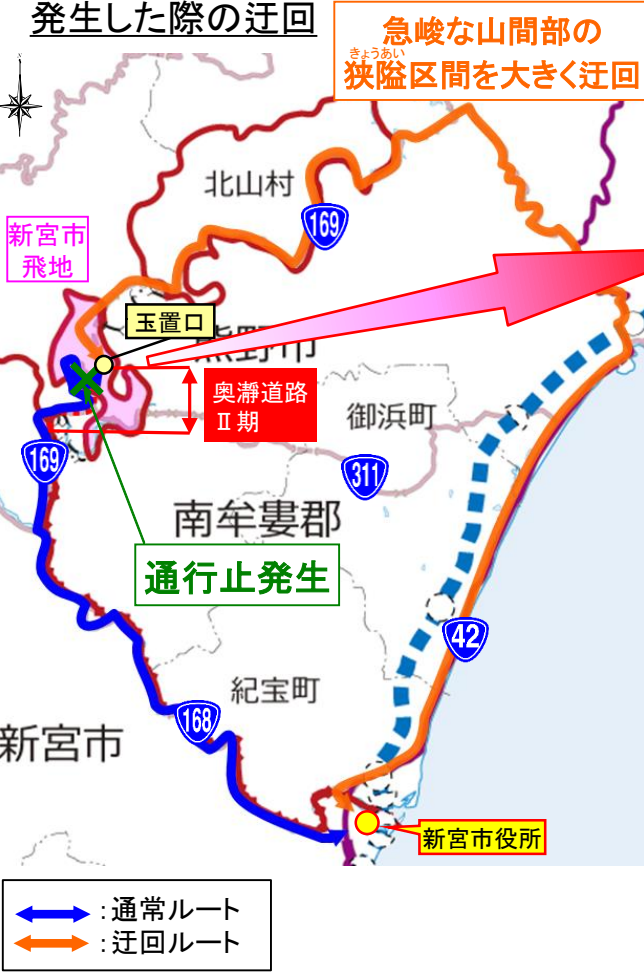 発生した際の迂回
急峻な山間部の
きょうあい
狭隘区間を大きく迂回
北山村
169
新宮市
飛地
玉置口
熊野市
奥瀞道路
Ⅱ期
御浜町
169
311
南牟婁郡
通行止発生
42
紀宝町
168
新宮市
新宮市役所
:通常ルート
:迂回ルート